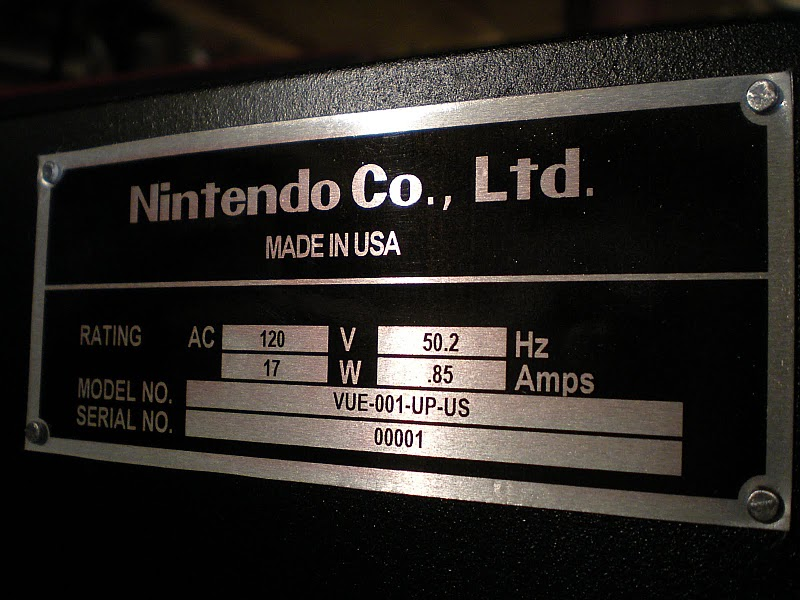 Nintendo Co., Ltd.
MADE IN USA
RATING AC 120 V 50.2 Hz
17 W .85 Amps
MODEL NO. VUE-001-UP-US
SERIAL NO. 00001